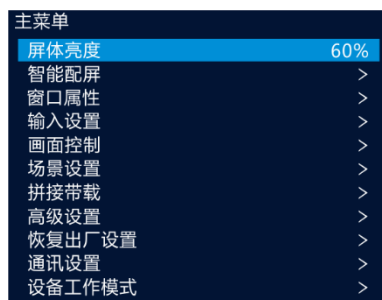 主菜单
屏体亮度 60%
智能配屏 >
窗口属性 >
输入设置 >
画面控制 >
场景设置 >
拼接带载 >
高级设置 >
恢复出厂设置 >
通讯设置 >
设备工作模式 >